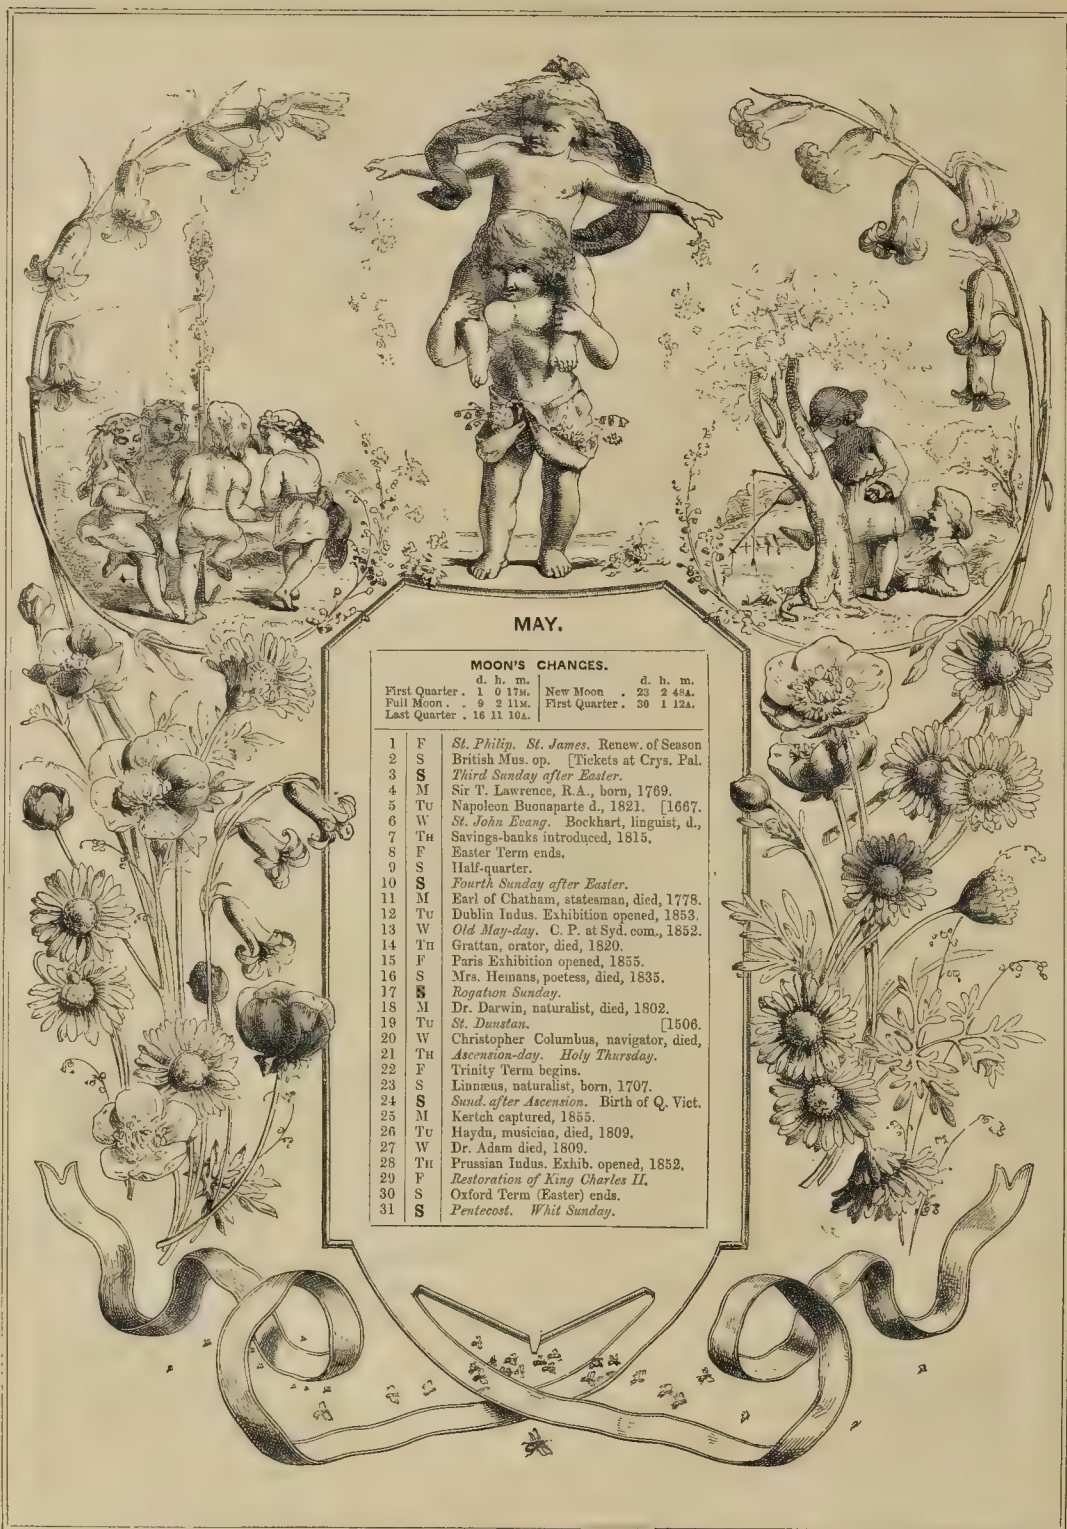 MAY.
MOON'S CHANGES.
d. h. m.
First Quarter . 1 0 17M.
Full Moon . . 9 2 11M.
Last Quarter . 16 11 10A.
d. h. m.
New Moon . 23 2 48A.
First Quarter . 30 1 12A.
1 F St. Philip. St. James. Renew. of Season
2 S British Mus. op. [Tickets at Crys. Pal.
3 S Third Sunday after Easter.
4 M Sir T. Lawrence, R.A., born, 1769.
5 TU Napoleon Buonaparte d., 1821. [1667.
6 W St. John Evang. Bockhart, linguist, d.,
7 TH Savings-banks introduced, 1815.
8 F Easter Term ends.
9 S Half-quarter.
10 S Fourth Sunday after Easter.
11 M Earl of Chatham, statesman, died, 1778.
12 TU Dublin Indus. Exhibition opened, 1853.
13 W Old May-day. C. P. at Syd. com., 1852.
14 TH Grattan, orator, died, 1820.
15 F Paris Exhibition opened, 1855.
16 S Mrs. Hemans, poetess, died, 1835.
17 S Rogation Sunday.
18 M Dr. Darwin, naturalist, died, 1802.
19 TU St. Dunstan. [1506.
20 W Christopher Columbus, navigator, died,
21 TH Ascension-day. Holy Thursday.
22 F Trinity Term begins.
23 S Linnæus, naturalist, born, 1707.
24 S Sund. after Ascension. Birth of Q. Vict.
25 M Kertch captured, 1855.
26 TU Haydn, musician, died, 1809.
27 W Dr. Adam died, 1809.
28 TH Prussian Indus. Exhib. opened, 1852.
29 F Restoration of King Charles II.
30 S Oxford Term (Easter) ends.
31 S Pentecost. Whit Sunday.